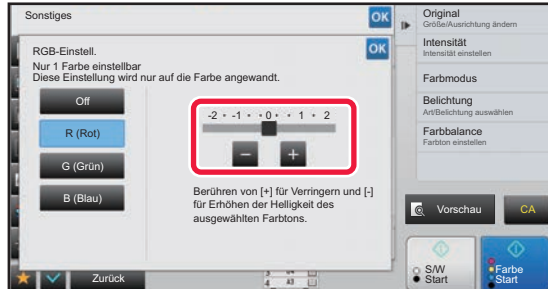 Sonstiges
OK
RGB-Einstell.
OK
Nur 1 Farbe einstellbar
Diese Einstellung wird nur auf die Farbe angewandt.
Off
R (Rot)
G (Grün)
B (Blau)
-2 • -1 • • 0 • • 1 • 2
− +
Berühren von [+] für Verringern und [-]
für Erhöhen der Helligkeit des
ausgewählten Farbtons.
Zurück
4 A3
Original
Größe/Ausrichtung ändern
Intensität
Intensität einstellen
Farbmodus
Belichtung
Art/Belichtung auswählen
Farbbalance
Farbton einstellen
Vorschau
CA
S/W
Start
Farbe
Start